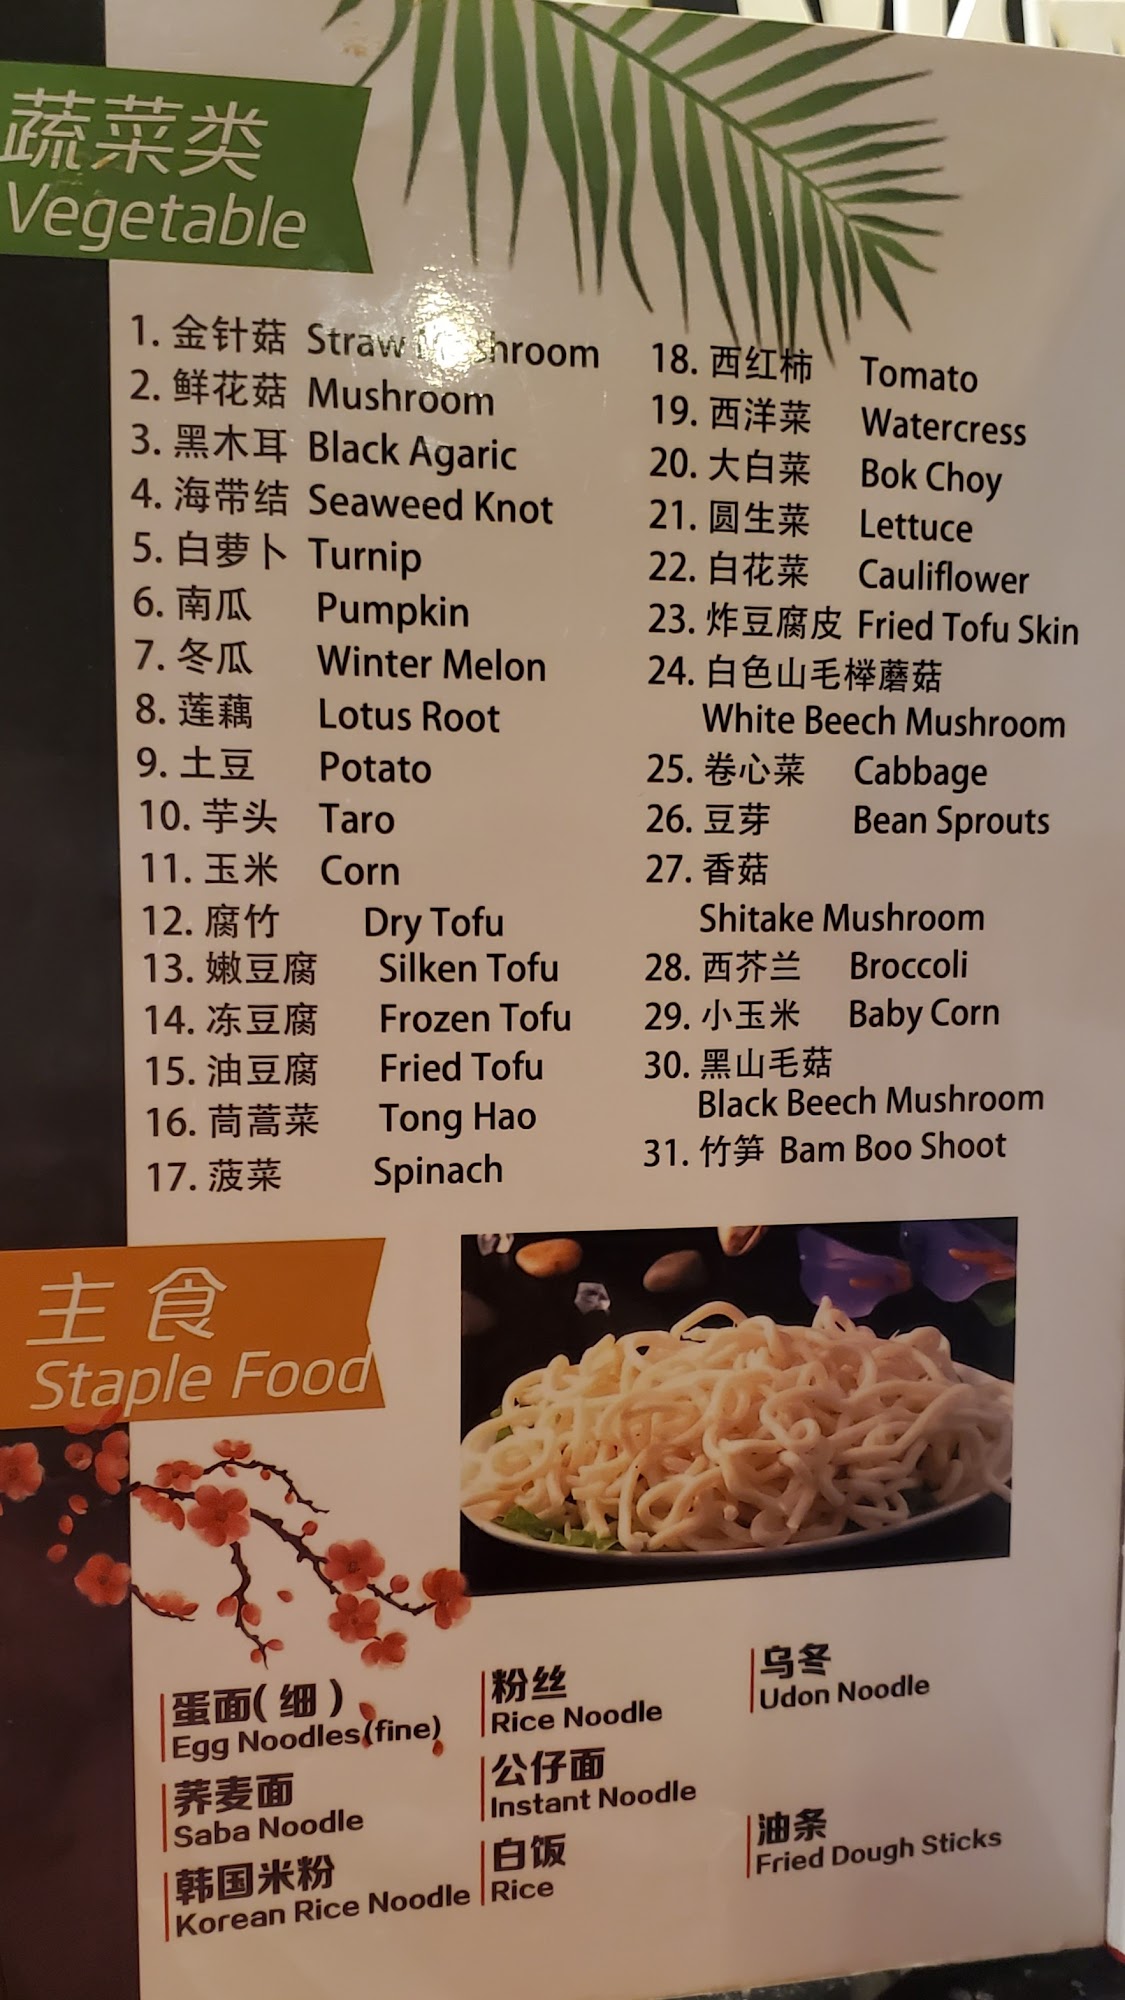 蔬菜类
Vegetable
1. 金针菇 Straw Mushroom
2. 鲜花菇 Mushroom
3. 黑木耳 Black Agaric
4. 海带结 Seaweed Knot
5. 白萝卜 Turnip
6. 南瓜 Pumpkin
7. 冬瓜 Winter Melon
8. 莲藕 Lotus Root
9. 土豆 Potato
10. 芋头 Taro
11. 玉米 Corn
12. 腐竹 Dry Tofu
13. 嫩豆腐 Silken Tofu
14. 冻豆腐 Frozen Tofu
15. 油豆腐 Fried Tofu
16. 茼蒿菜 Tong Hao
17. 菠菜 Spinach
18. 西红柿 Tomato
19. 西洋菜 Watercress
20. 大白菜 Bok Choy
21. 圆生菜 Lettuce
22. 白花菜 Cauliflower
23. 炸豆腐皮 Fried Tofu Skin
24. 白色山毛榉蘑菇
White Beech Mushroom
25. 卷心菜 Cabbage
26. 豆芽 Bean Sprouts
27. 香菇
Shitake Mushroom
28. 西芥兰 Broccoli
29. 小玉米 Baby Corn
30. 黑山毛菇
Black Beech Mushroom
31. 竹笋 Bam Boo Shoot
主食
Staple Food
蛋面(细)
Egg Noodles(fine)
荞麦面
Saba Noodle
韩国米粉
Korean Rice Noodle
粉丝
Rice Noodle
公仔面
Instant Noodle
白饭
Rice
乌冬
Udon Noodle
油条
Fried Dough Sticks